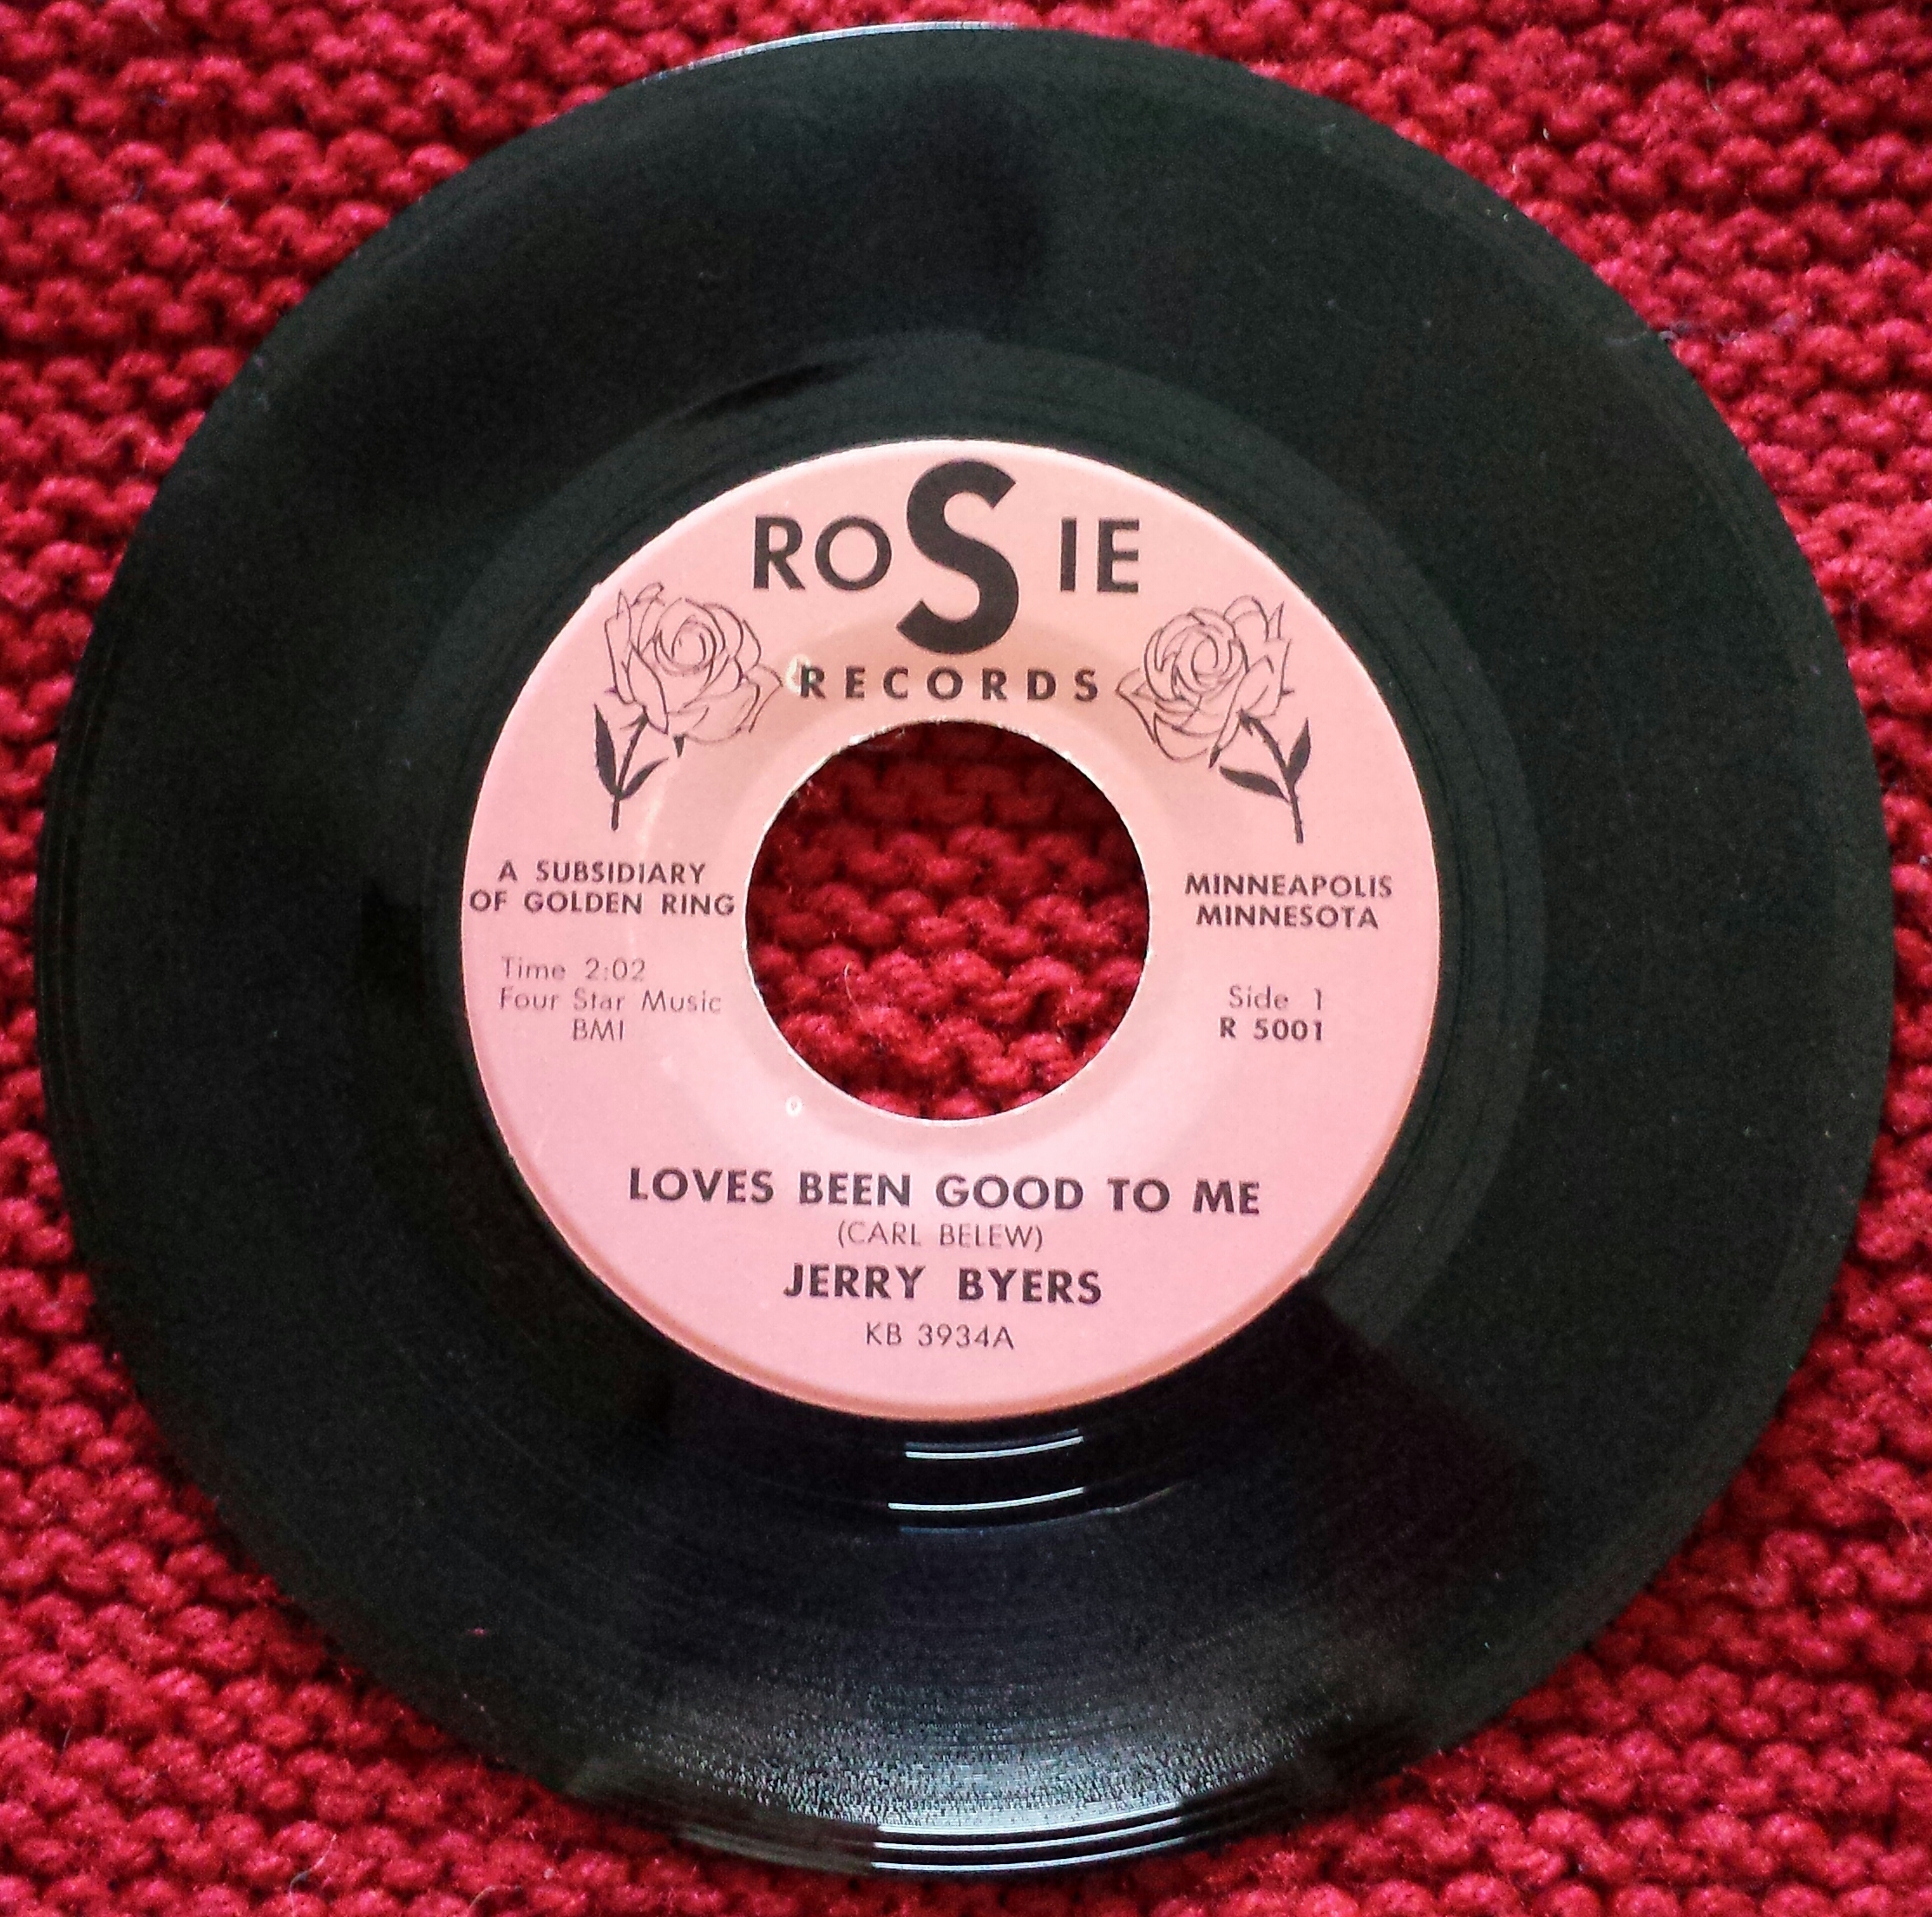 ROSIE
RECORDS
A SUBSIDIARY
OF GOLDEN RING
Time 2:02
Four Star Music
BMI
MINNEAPOLIS
MINNESOTA
Side 1
R 5001
LOVES BEEN GOOD TO ME
(CARL BELEW)
JERRY BYERS
KB 3934A